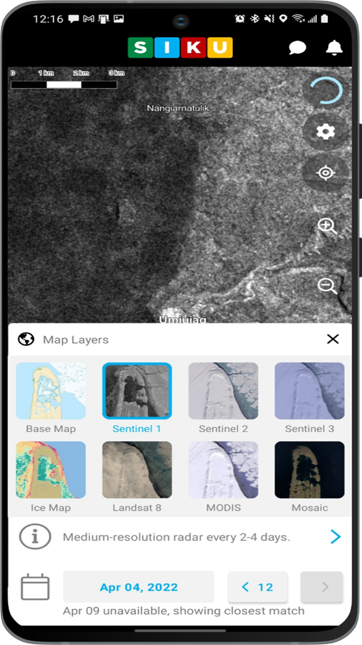 12:16
SIKU
0 1 km 2 km 3 km
Nangiarnatulik
Umiujaq
Map Layers
Base Map Sentinel 1 Sentinel 2 Sentinel 3
Ice Map Landsat 8 MODIS Mosaic
Medium-resolution radar every 2-4 days.
Apr 04, 2022 < 12 >
Apr 09 unavailable, showing closest match